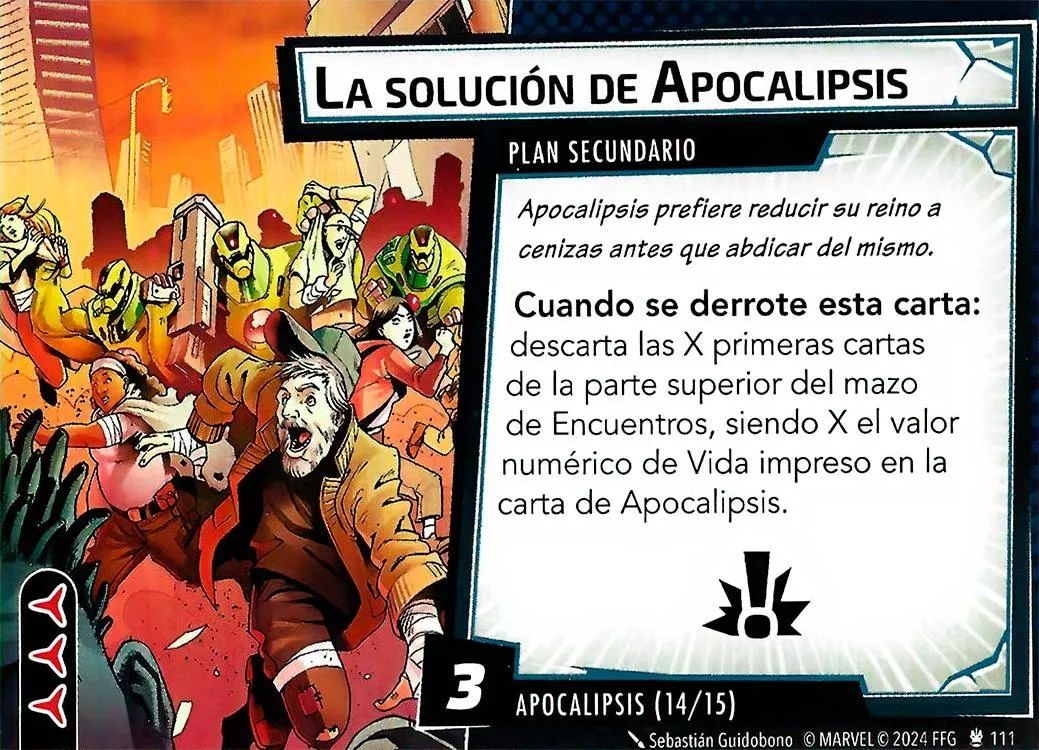 LA SOLUCIÓN DE APOCALIPSIS
PLAN SECUNDARIO
Apocalipsis prefiere reducir su reino a
cenizas antes que abdicar del mismo.
Cuando se derrote esta carta:
descarta las X primeras cartas
de la parte superior del mazo
de Encuentros, siendo X el valor
numérico de Vida impreso en la
carta de Apocalipsis.
3
APOCALIPSIS (14/15)
Sebastián Guidobono © MARVEL © 2024 FFG 111